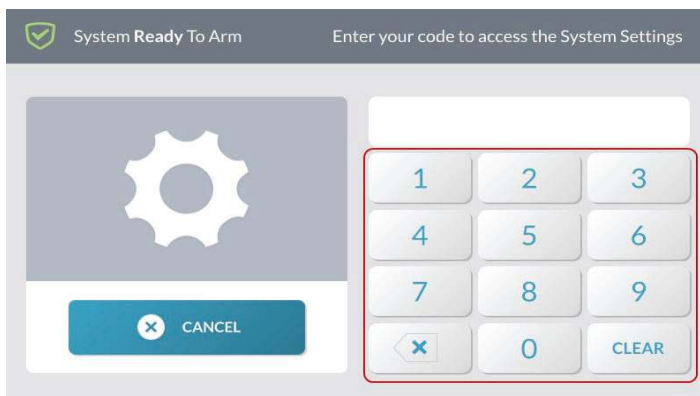 System Ready To Arm
Enter your code to access the System Settings
1 2 3
4 5 6
7 8 9
0 CLEAR
CANCEL